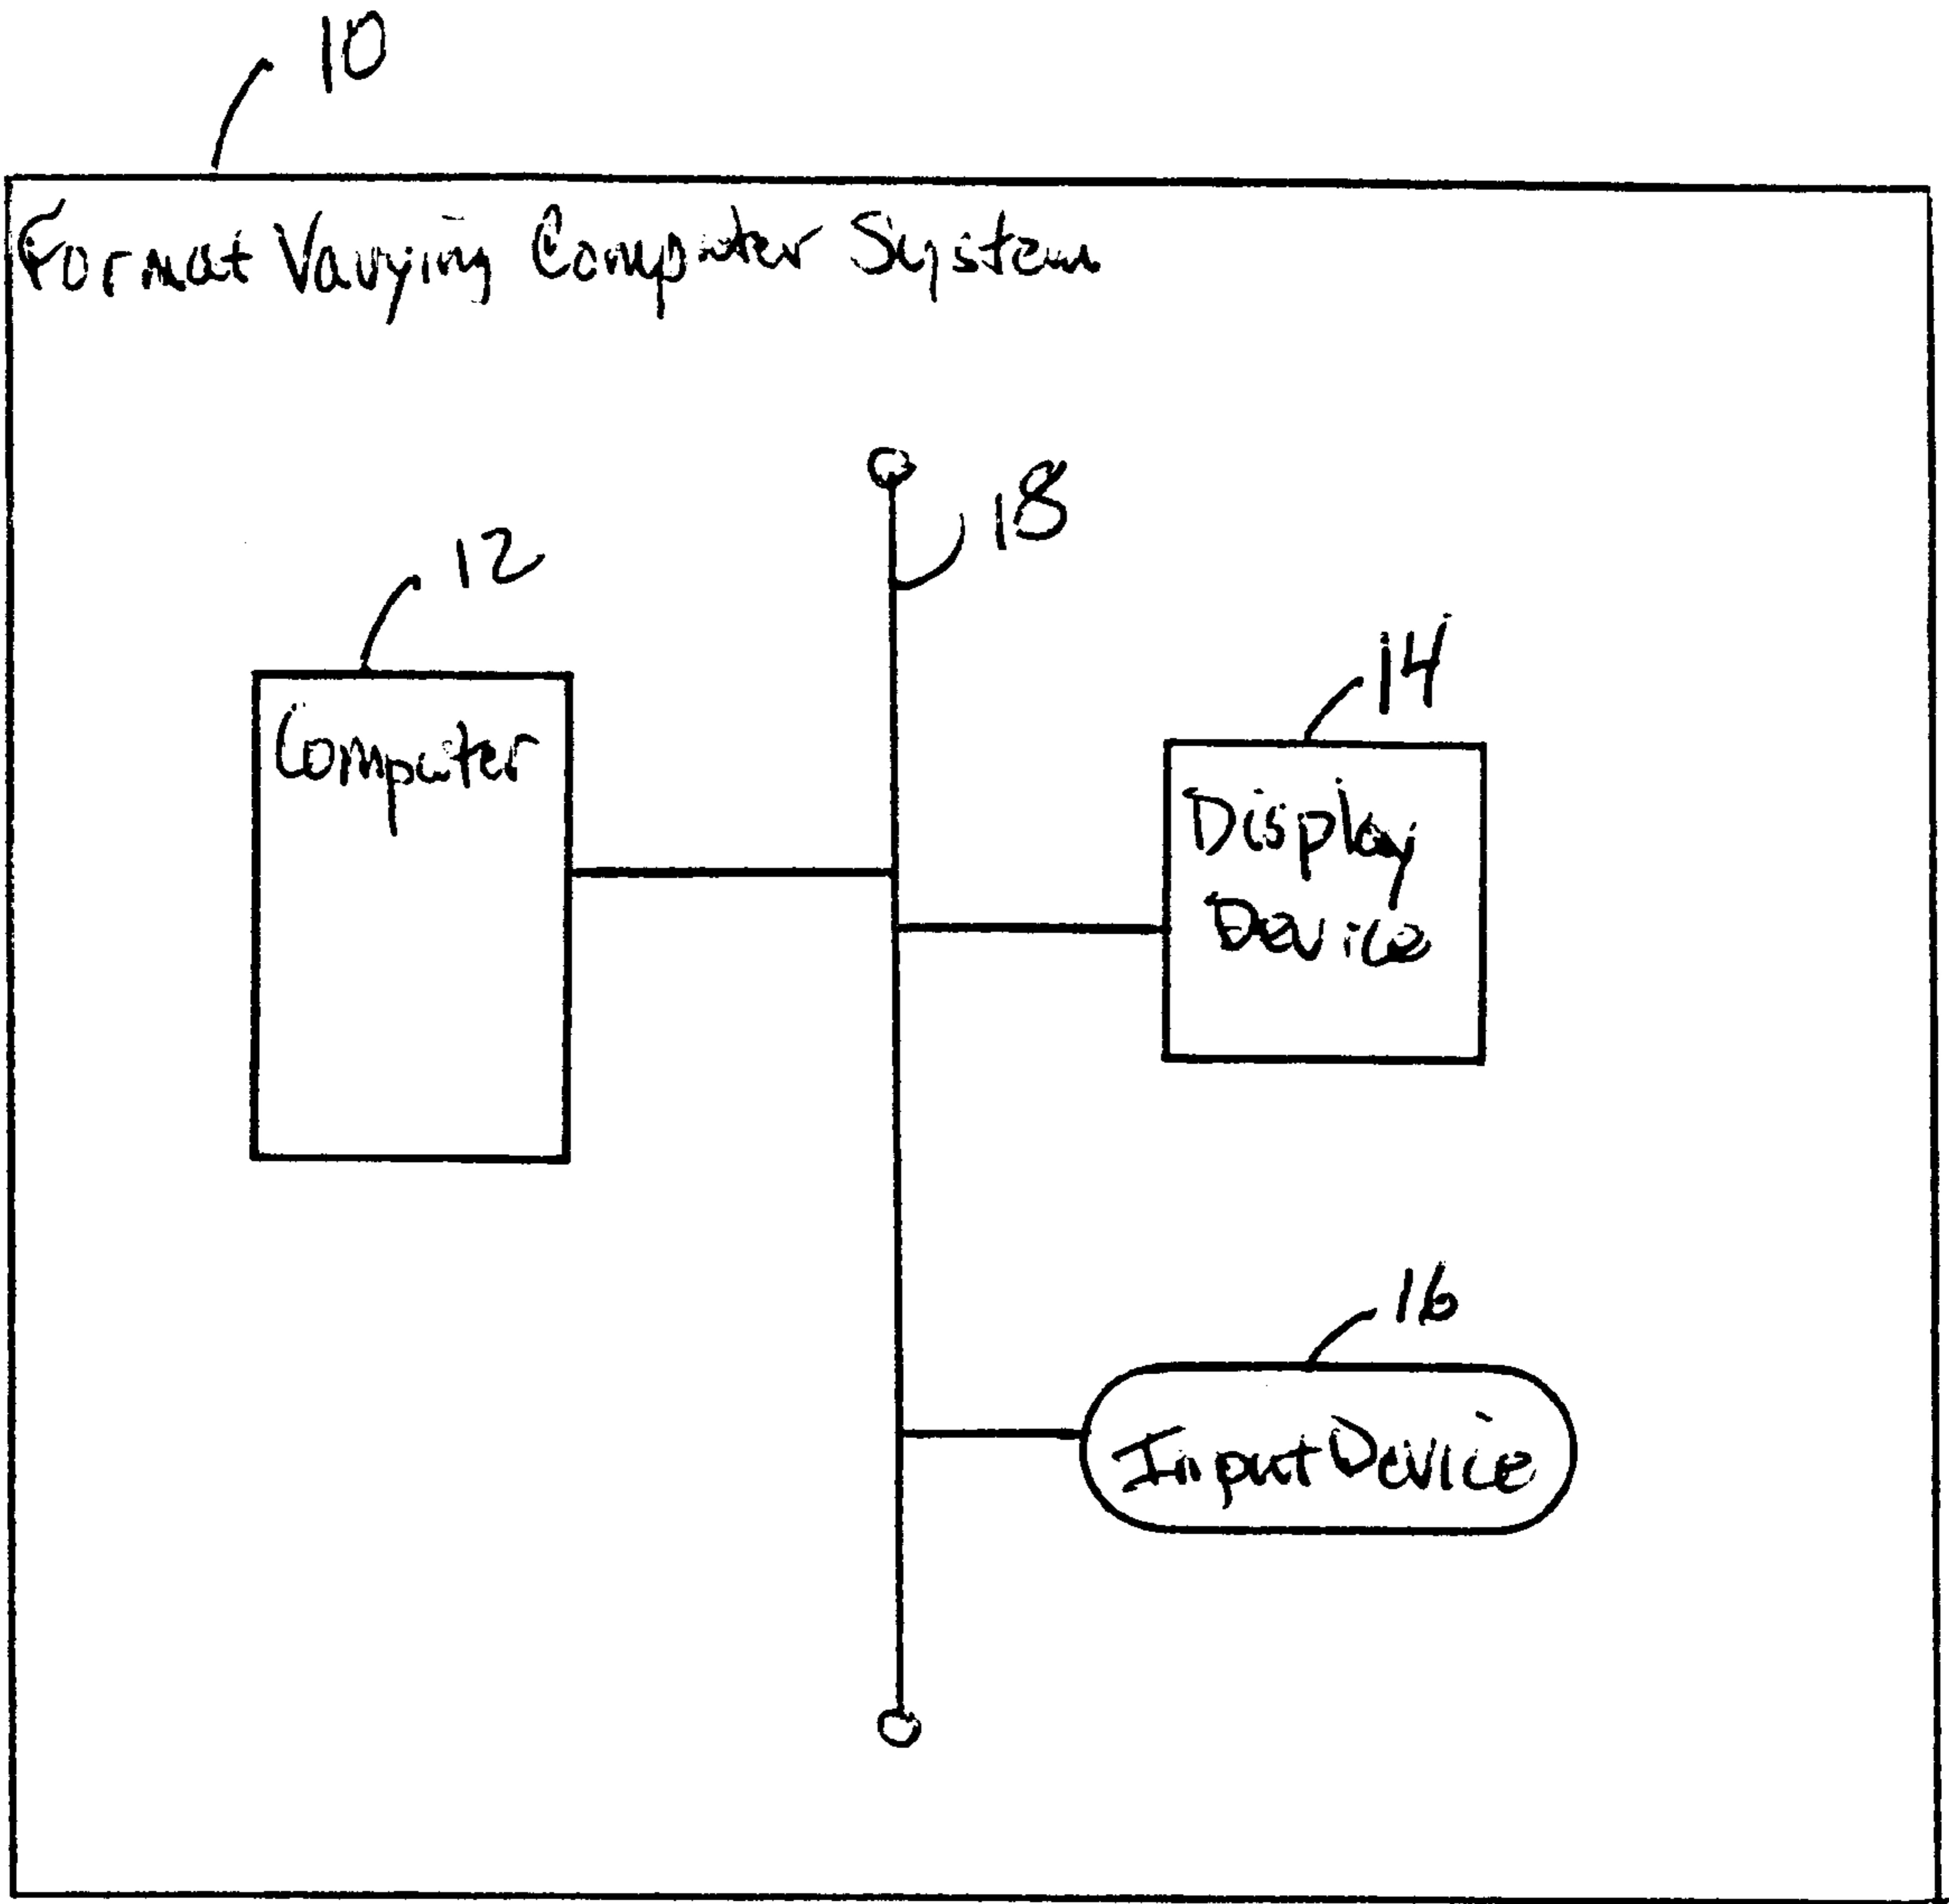 10
Format Varying Computer System
18
12
14
Computer
Display
Device
16
Input Device